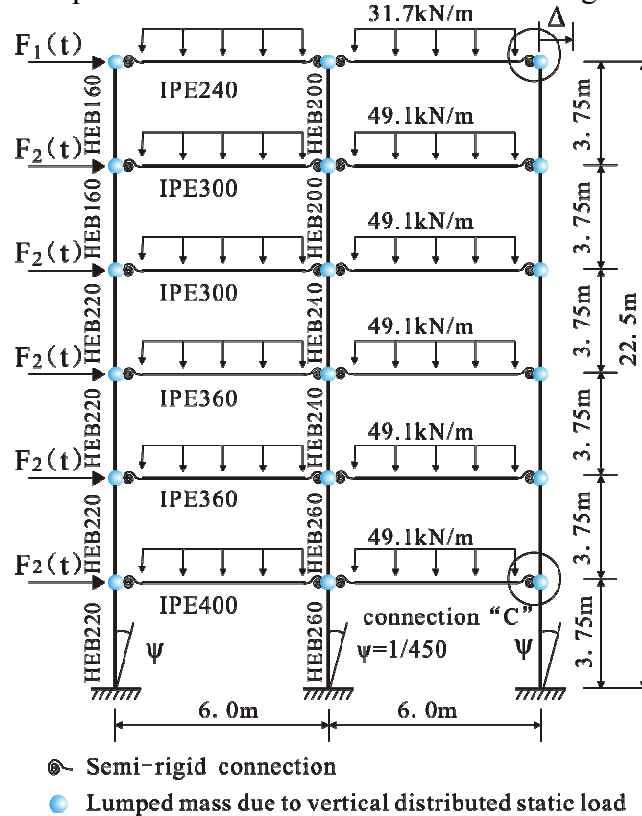 31.7kN/m
Δ
F1(t)
IPE240
HEB160
HEB200
3.75m
49.1kN/m
F2(t)
IPE300
HEB160
HEB200
3.75m
49.1kN/m
F2(t)
IPE300
HEB220
HEB240
3.75m
22.5m
49.1kN/m
F2(t)
IPE360
HEB220
HEB240
3.75m
49.1kN/m
F2(t)
IPE360
HEB220
HEB260
3.75m
49.1kN/m
F2(t)
IPE400
HEB220
HEB260
3.75m
connection “C”
ψ
ψ=1/450
ψ
6.0m
6.0m
Semi-rigid connection
Lumped mass due to vertical distributed static load